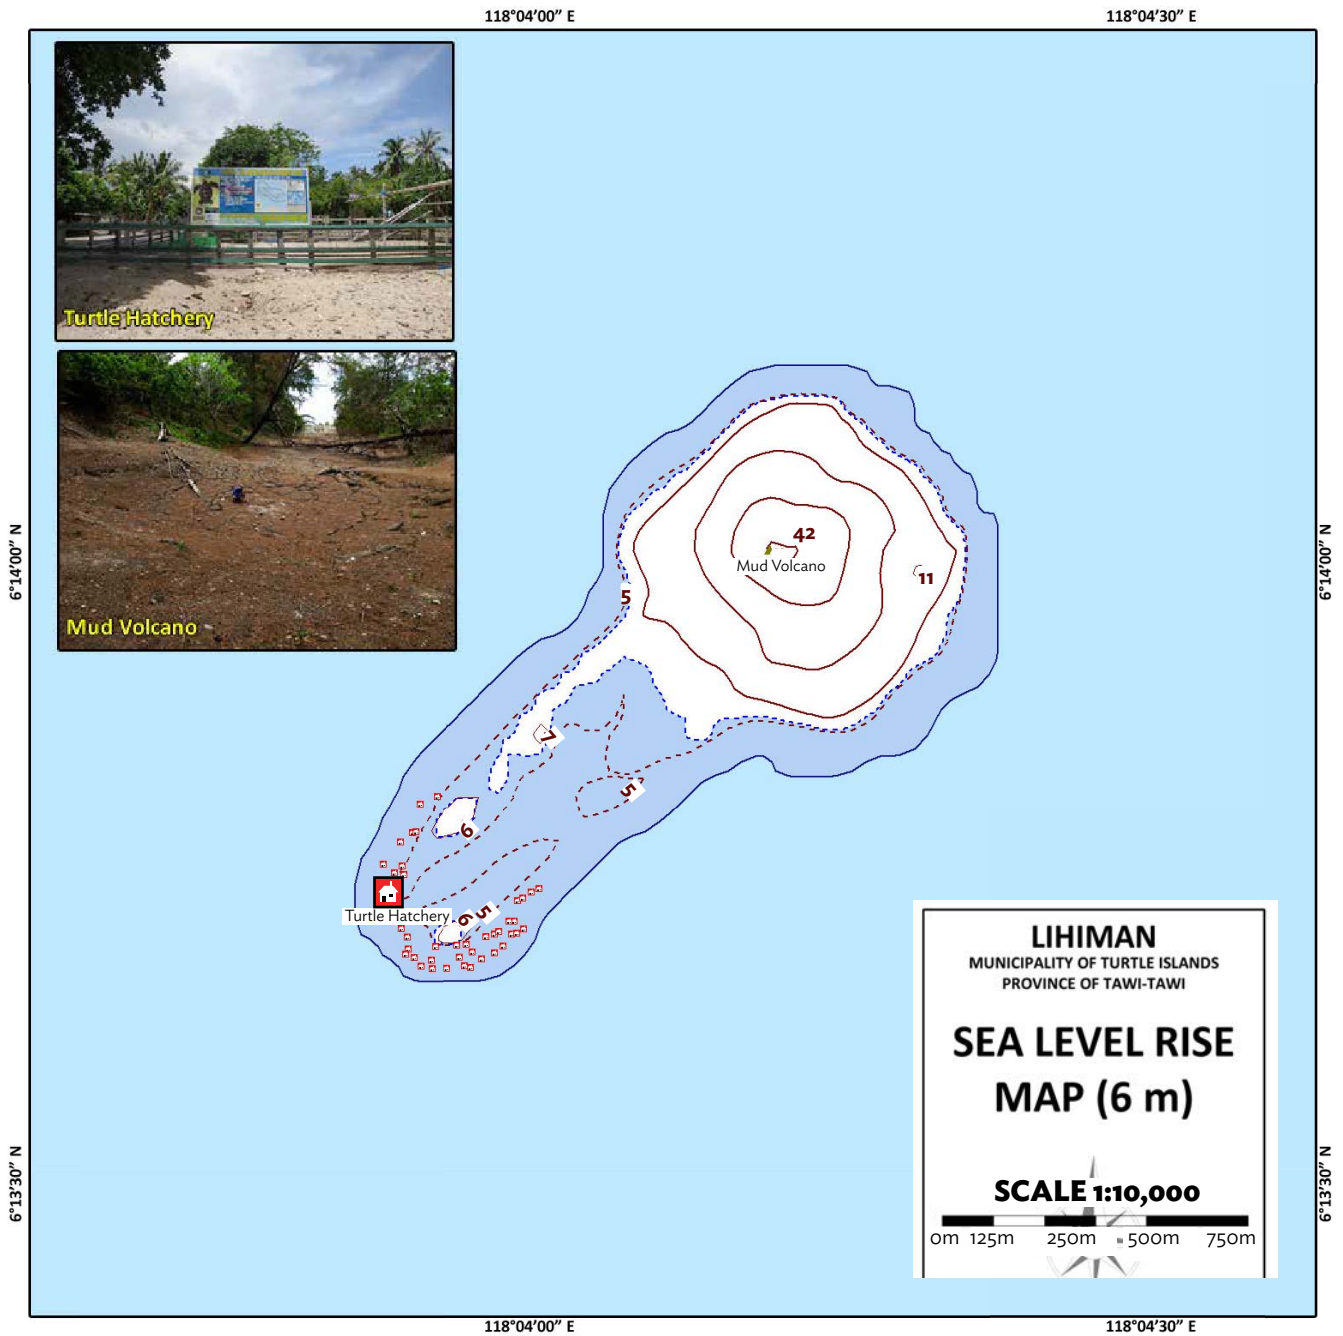 118°04'00" E
118°04'30" E
Turtle Hatchery
Mud Volcano
6°14'00" N
6°14'00" N
42
Mud Volcano
11
5
7
5
6
Turtle Hatchery
6
5
LIHIMAN
MUNICIPALITY OF TURTLE ISLANDS
PROVINCE OF TAWI-TAWI
SEA LEVEL RISE
MAP (6 m)
SCALE 1:10,000
0m 125m 250m 500m 750m
6°13'30" N
6°13'30" N
118°04'00" E
118°04'30" E